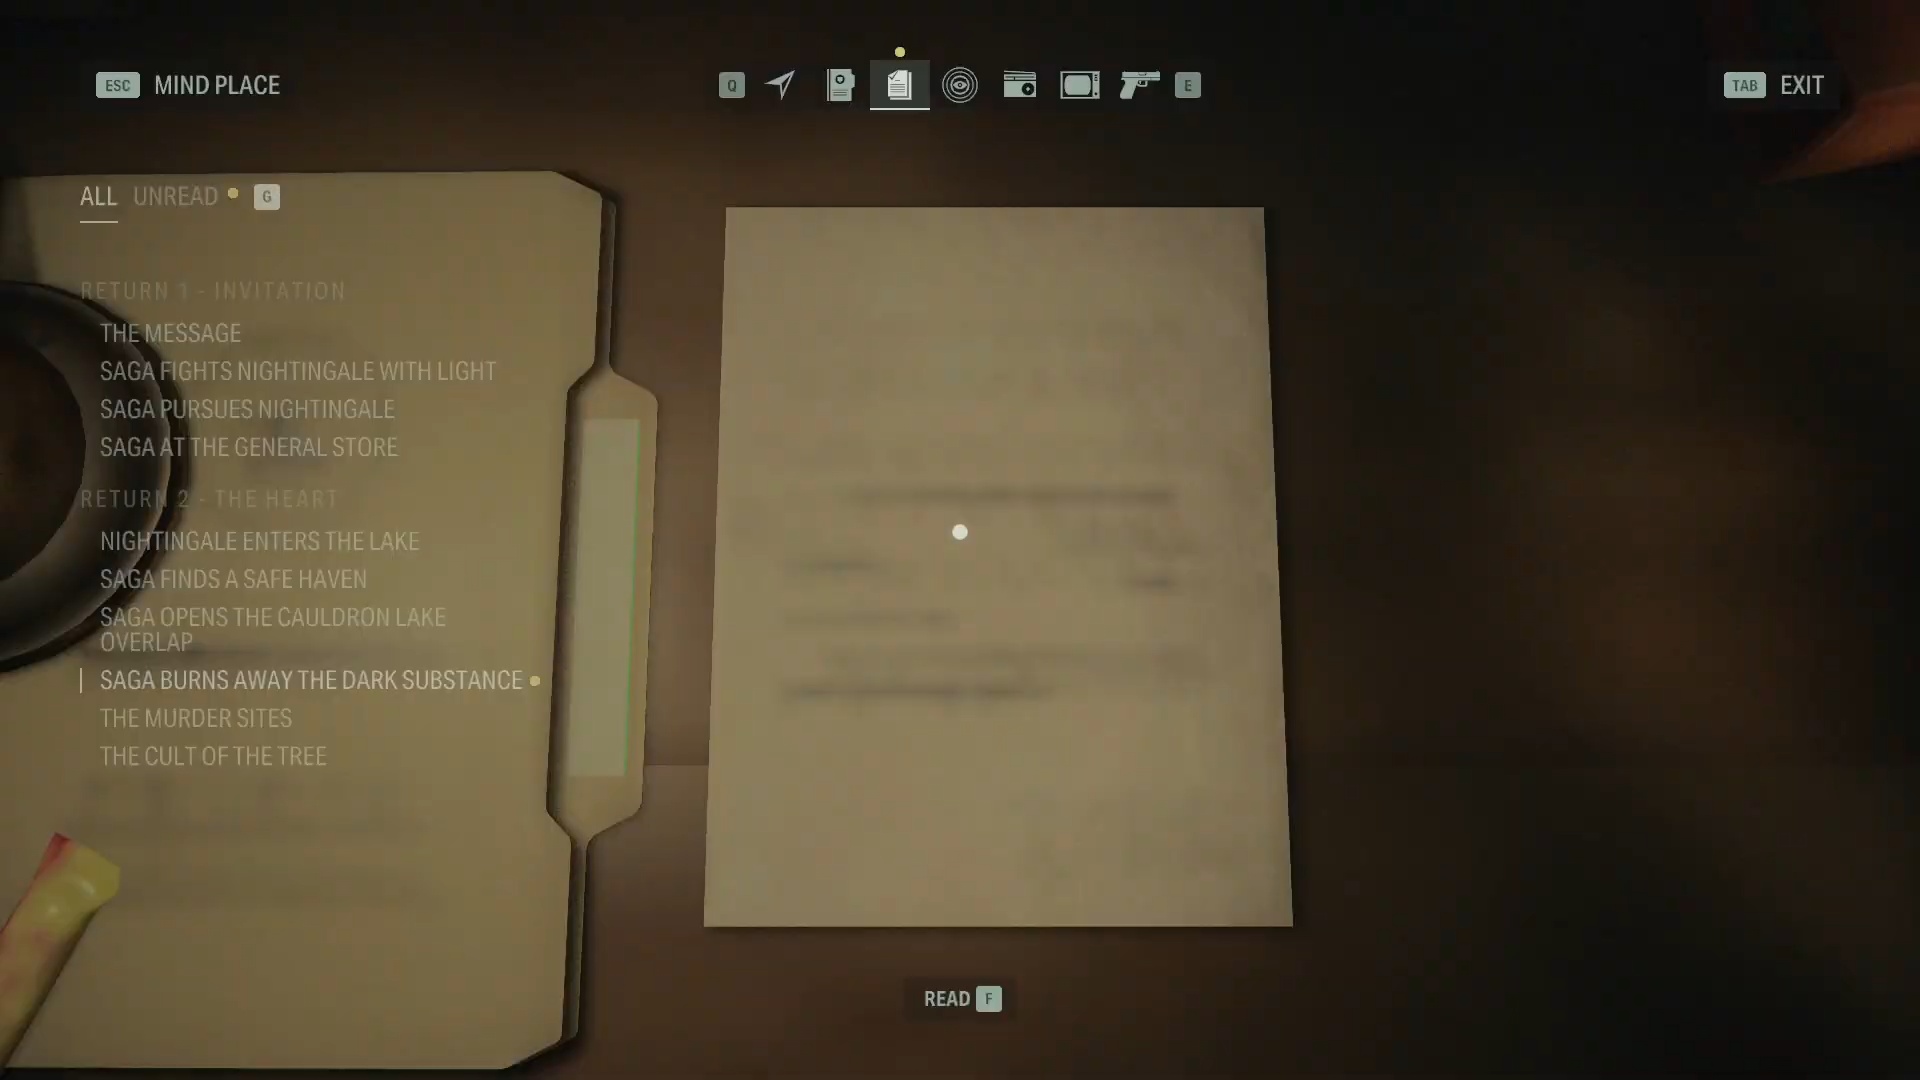 ESC MIND PLACE
Q
E
TAB EXIT
ALL UNREAD G
RETURN 1 - INVITATION
THE MESSAGE
SAGA FIGHTS NIGHTINGALE WITH LIGHT
SAGA PURSUES NIGHTINGALE
SAGA AT THE GENERAL STORE
RETURN 2 - THE HEART
NIGHTINGALE ENTERS THE LAKE
SAGA FINDS A SAFE HAVEN
SAGA OPENS THE CAULDRON LAKE
OVERLAP
SAGA BURNS AWAY THE DARK SUBSTANCE
THE MURDER SITES
THE CULT OF THE TREE
READ F